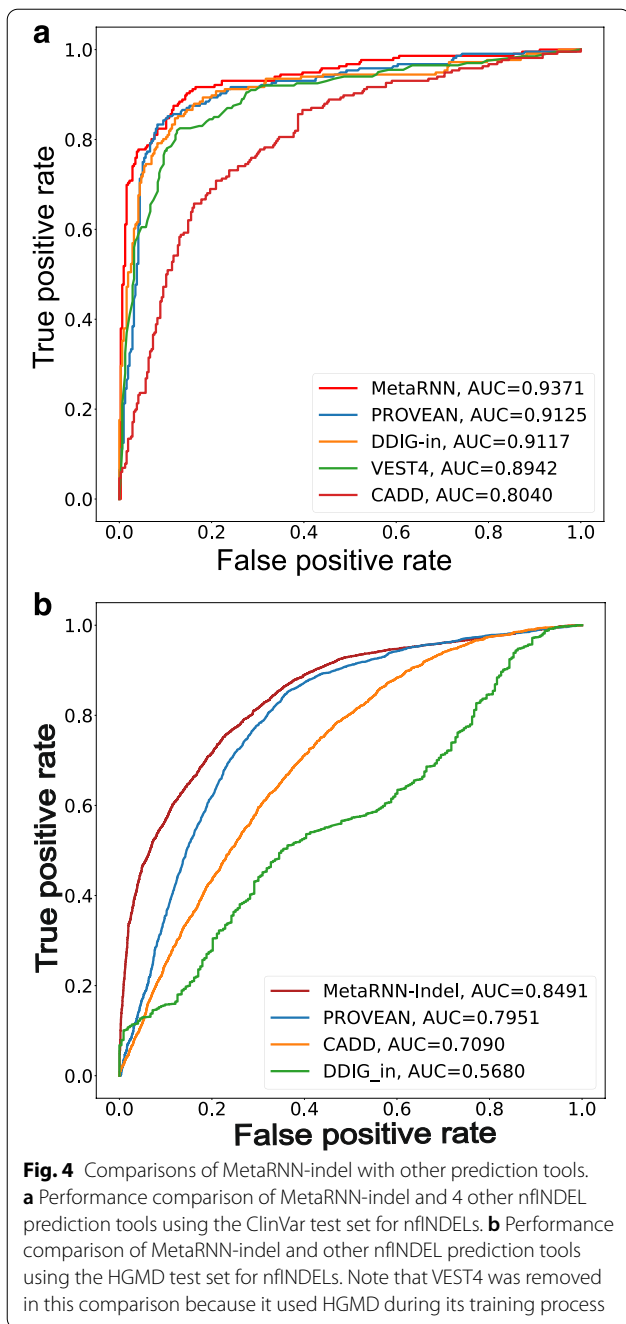 a
1.0
0.8
0.6
0.4
0.2
0.0
True positive rate
MetaRNN, AUC=0.9371
PROVEAN, AUC=0.9125
DDIG-in, AUC=0.9117
VEST4, AUC=0.8942
CADD, AUC=0.8040
0.0 0.2 0.4 0.6 0.8 1.0
False positive rate
b
1.0
0.8
0.6
0.4
0.2
0.0
True positive rate
MetaRNN-Indel, AUC=0.8491
PROVEAN, AUC=0.7951
CADD, AUC=0.7090
DDIG_in, AUC=0.5680
0.0 0.2 0.4 0.6 0.8 1.0
False positive rate
Fig. 4 Comparisons of MetaRNN-indel with other prediction tools.
a Performance comparison of MetaRNN-indel and 4 other nfINDEL
prediction tools using the ClinVar test set for nfINDELs. b Performance
comparison of MetaRNN-indel and other nfINDEL prediction tools
using the HGMD test set for nfINDELs. Note that VEST4 was removed
in this comparison because it used HGMD during its training process